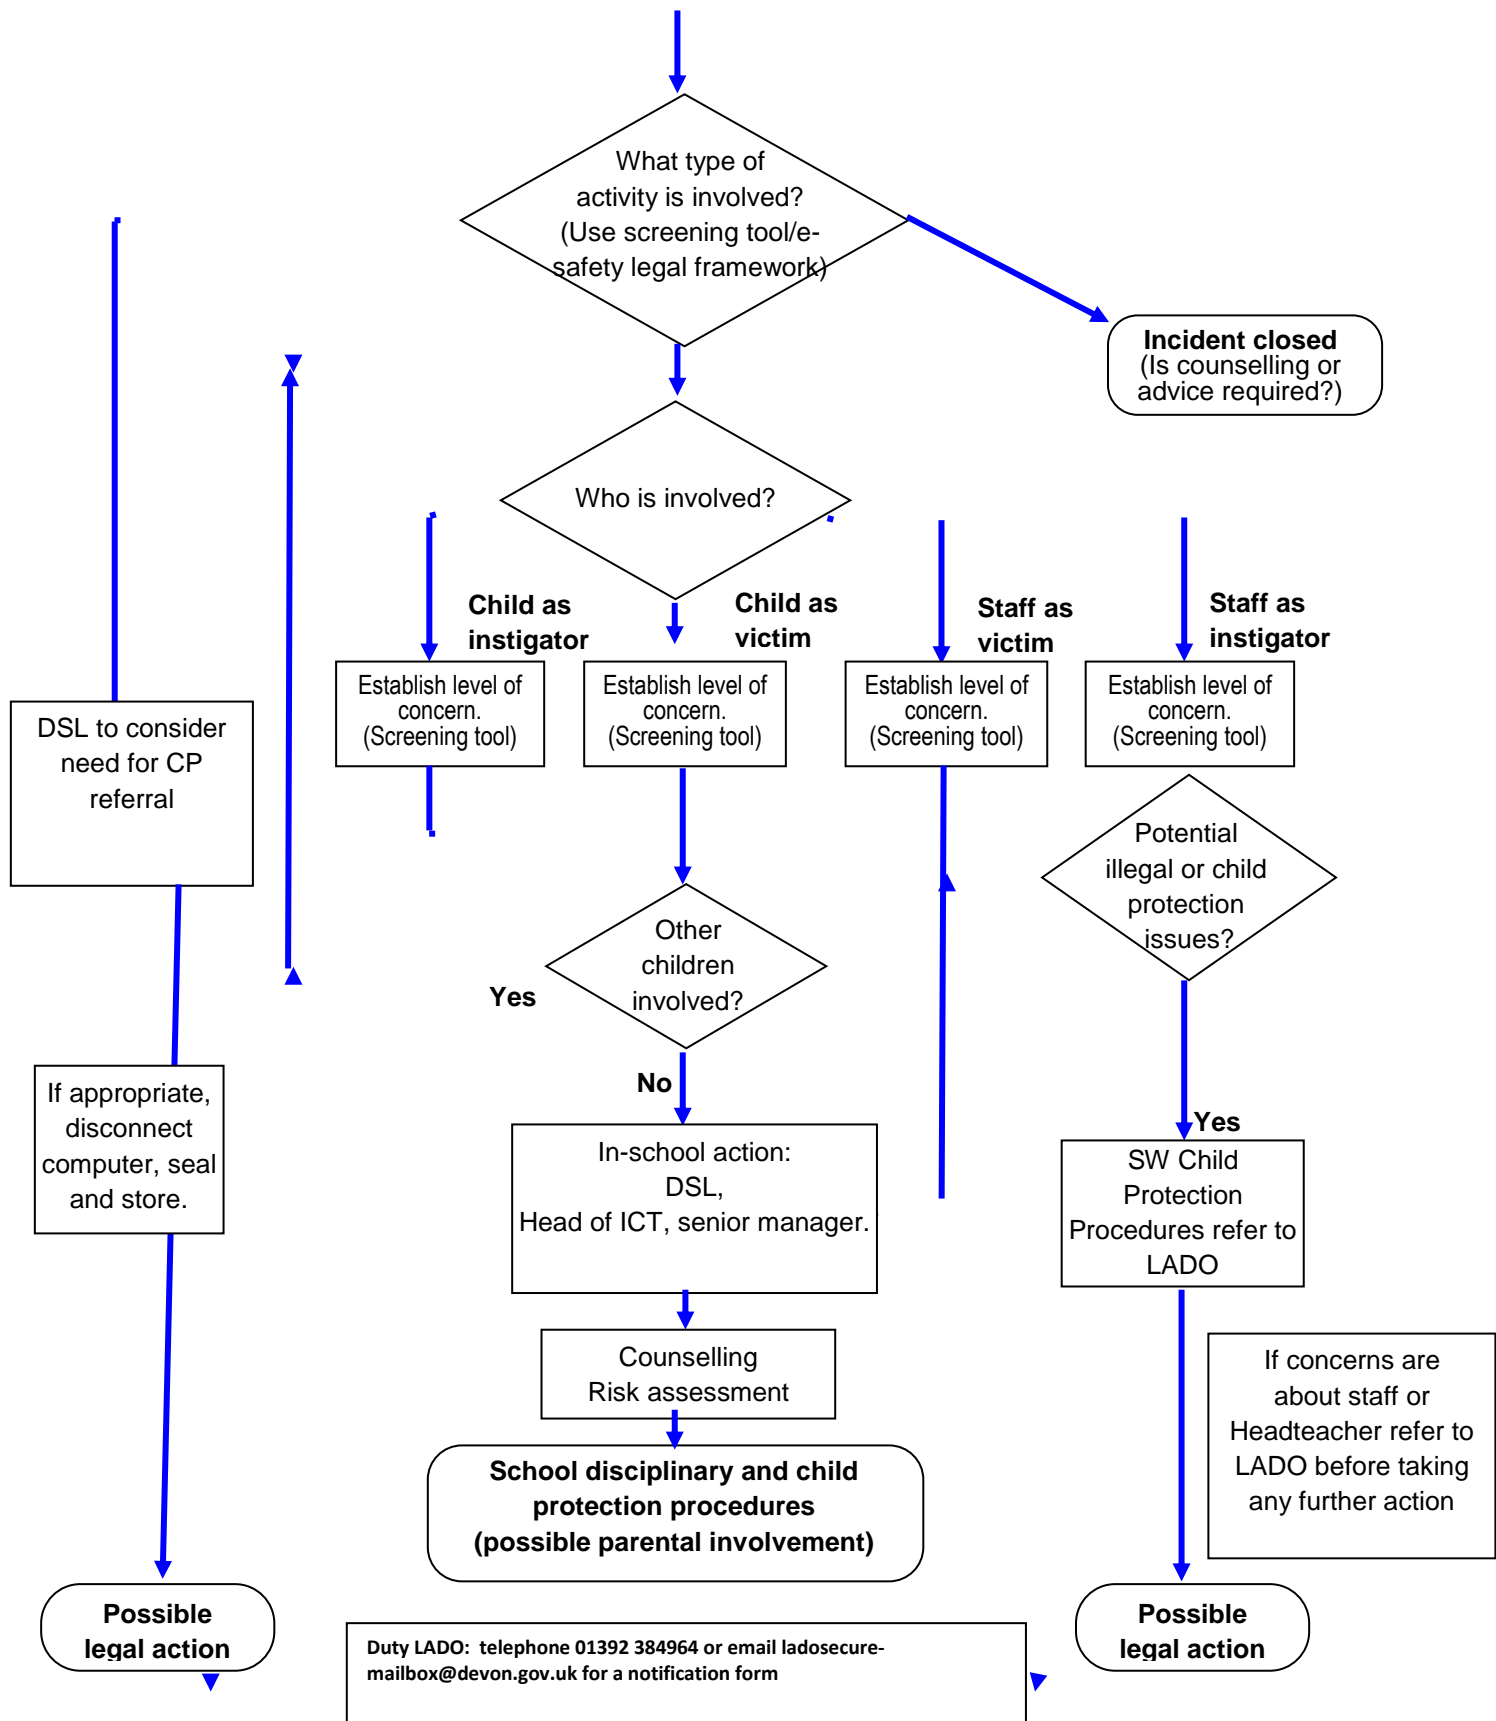 What type of
activity is involved?
(Use screening tool/e-
safety legal framework)
Incident closed
(Is counselling or
advice required?)
Who is involved?
Child as
instigator
Child as
victim
Staff as
victim
Staff as
instigator
Establish level of
concern.
(Screening tool)
Establish level of
concern.
(Screening tool)
Establish level of
concern.
(Screening tool)
Establish level of
concern.
(Screening tool)
DSL to consider
need for CP
referral
Potential
illegal or child
protection
issues?
Other
children
involved?
Yes
No
If appropriate,
disconnect
computer, seal
and store.
In-school action:
DSL,
Head of ICT, senior manager.
Yes
SW Child
Protection
Procedures refer to
LADO
Counselling
Risk assessment
If concerns are
about staff or
Headteacher refer to
LADO before taking
any further action
School disciplinary and child
protection procedures
(possible parental involvement)
Possible
legal action
Possible
legal action
Duty LADO: telephone 01392 384964 or email ladosecure-
mailbox@devon.gov.uk for a notification form